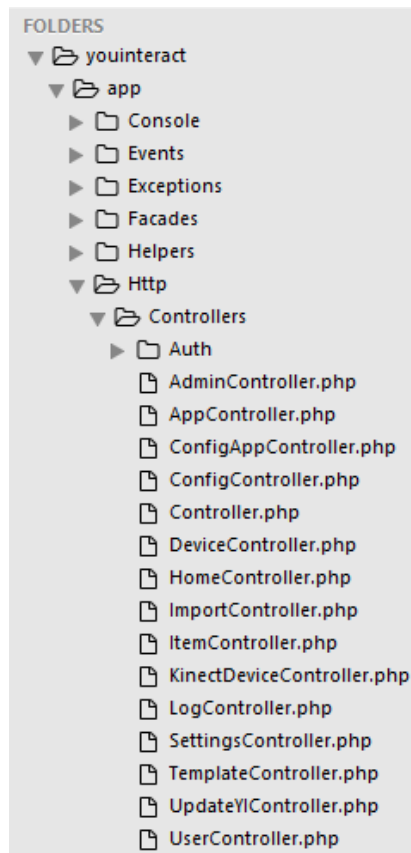 FOLDERS
youinteract
app
Console
Events
Exceptions
Facades
Helpers
Http
Controllers
Auth
AdminController.php
AppController.php
ConfigAppController.php
ConfigController.php
Controller.php
DeviceController.php
HomeController.php
ImportController.php
ItemController.php
KinectDeviceController.php
LogController.php
SettingsController.php
TemplateController.php
UpdateYIController.php
UserController.php